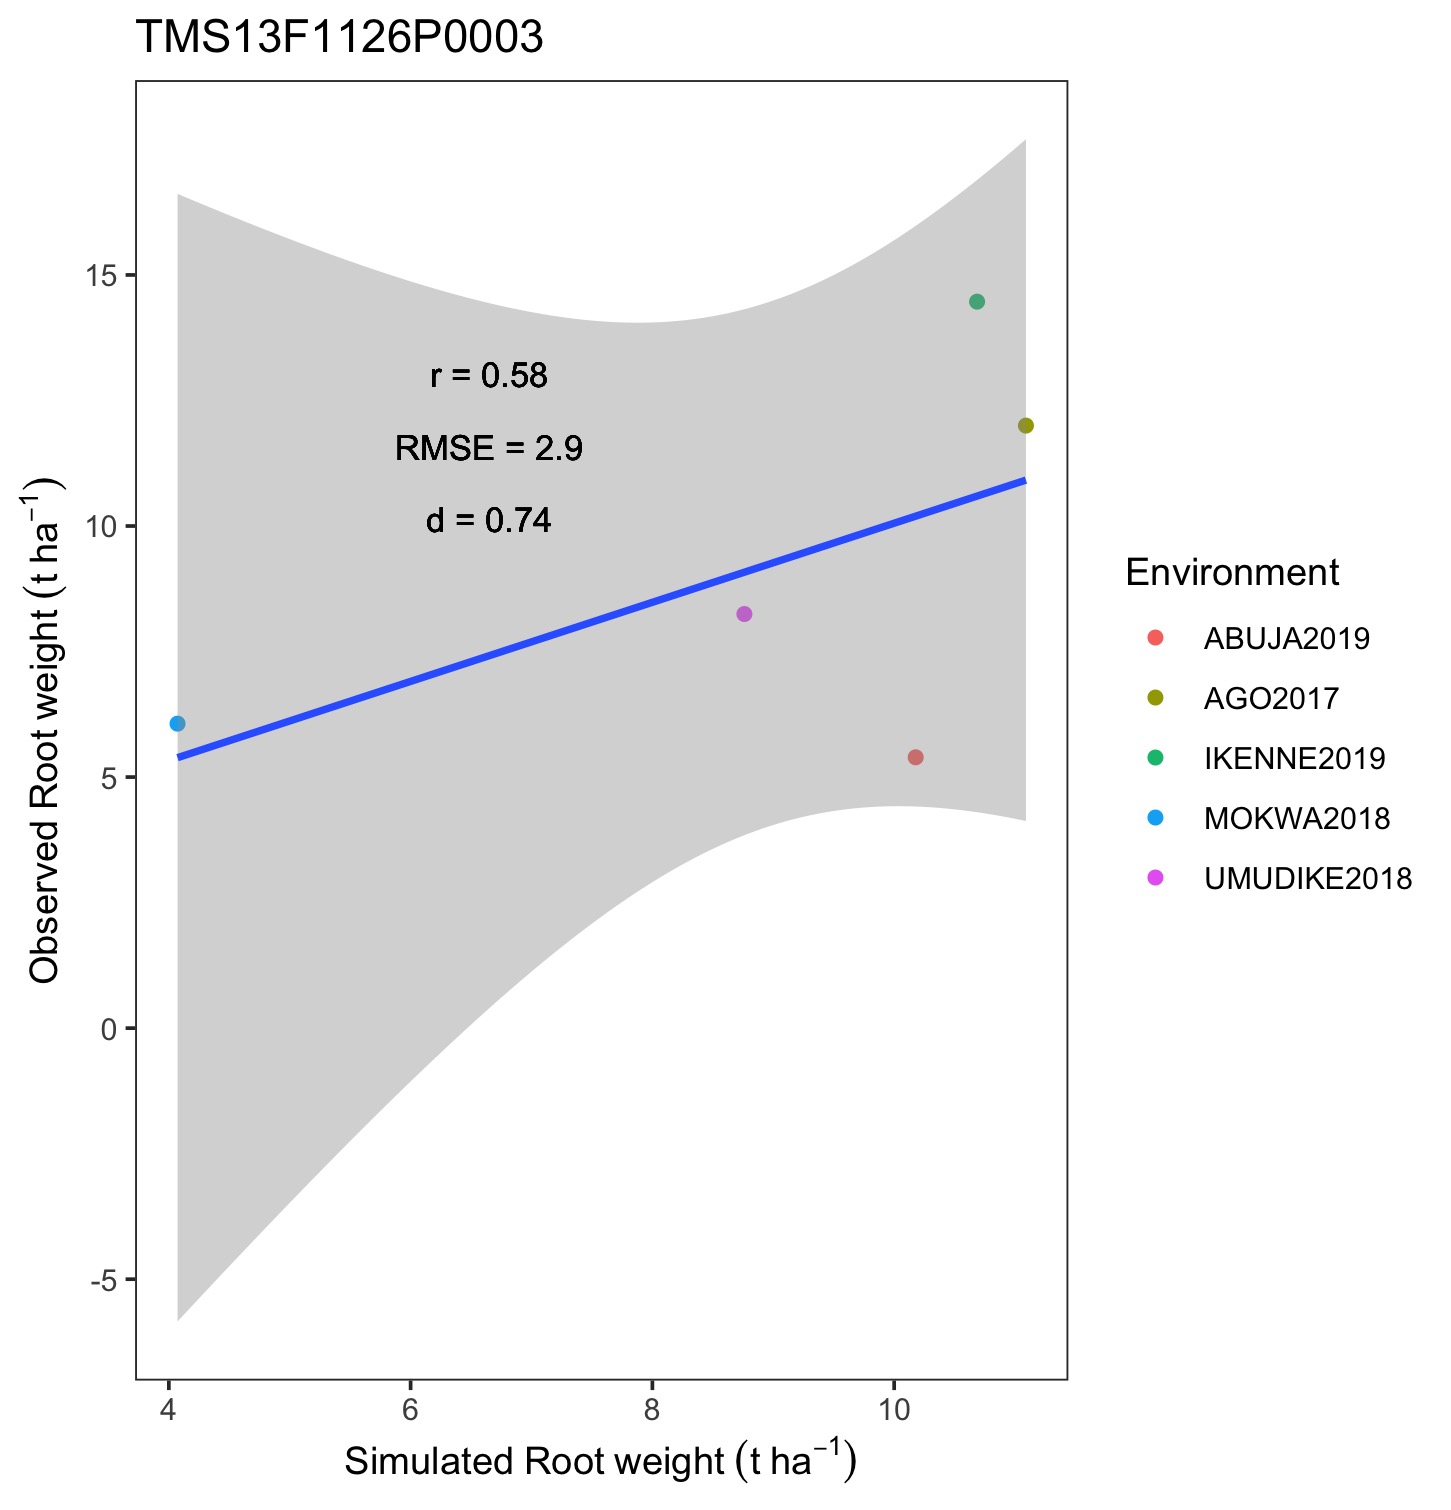 TMS13F1126P0003
Observed Root weight (t ha⁻¹)
15
10
5
0
-5
r = 0.58
RMSE = 2.9
d = 0.74
4 6 8 10
Simulated Root weight (t ha⁻¹)
Environment
ABUJA2019
AGO2017
IKENNE2019
MOKWA2018
UMUDIKE2018